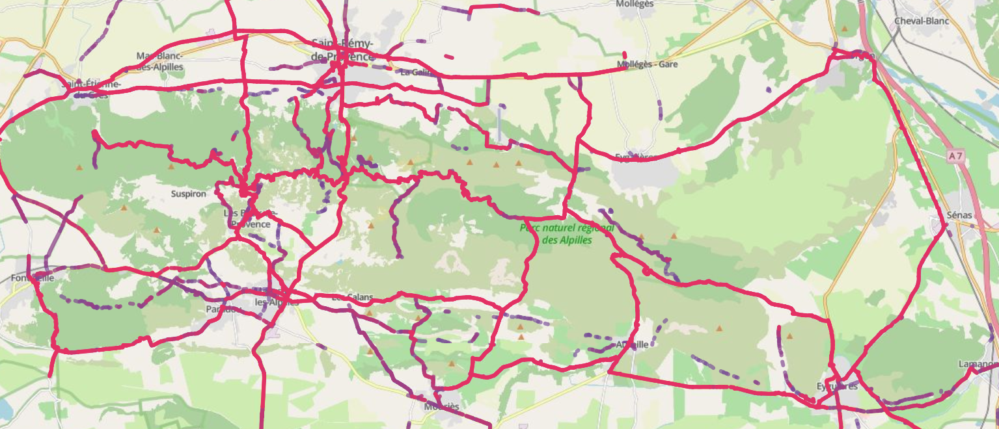 Mollégès
Cheval-Blanc
Saint-Rémy-
de-Provence
Mas-Blanc-
des-Alpilles
La Galin
Mollégès - Gare
Orgon
Saint-Étienne-
du-Grès
Eygalières
A 7
Suspiron
Les Baux-de-
Provence
Sénas
Parc naturel régional
des Alpilles
Fontvieille
Maussane-
les-Alpilles
Les Calans
Paradou
Aureille
Lamanon
Eyguières
Mouriès